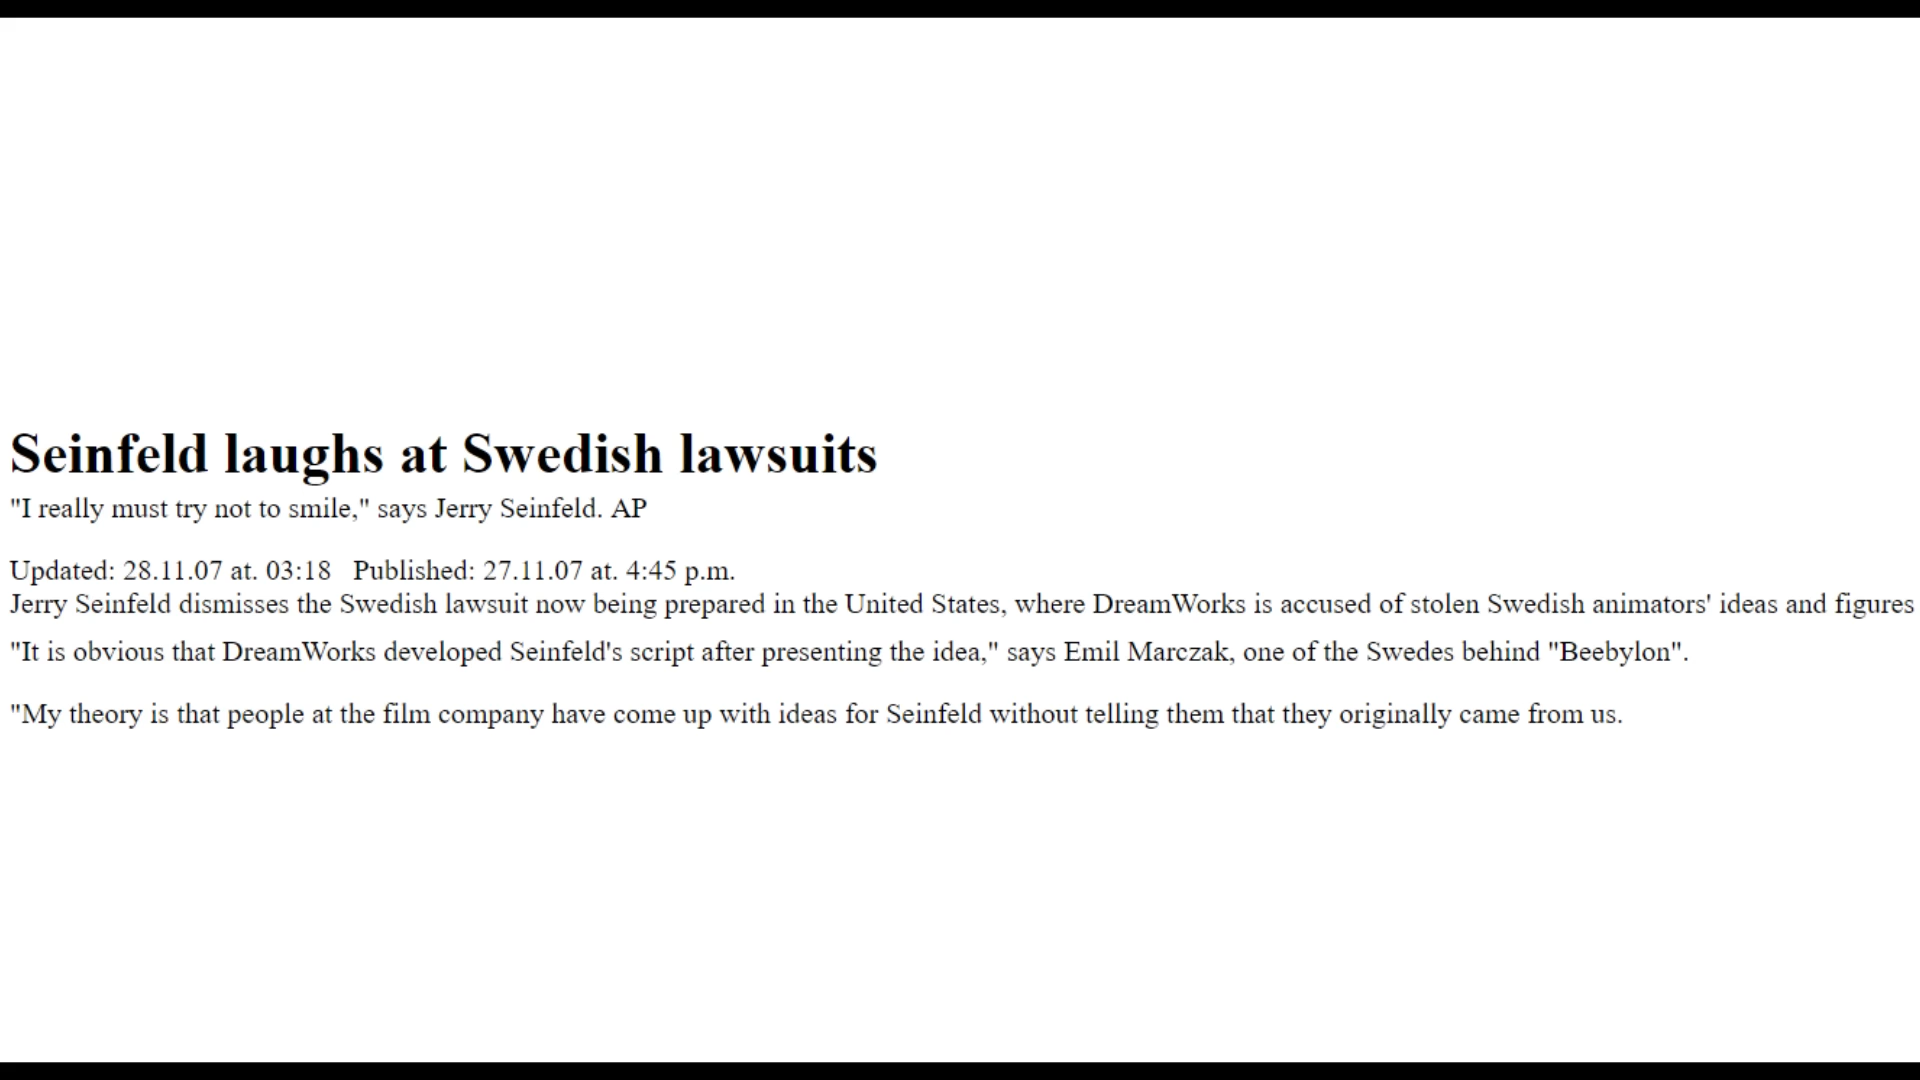 Seinfeld laughs at Swedish lawsuits
"I really must try not to smile," says Jerry Seinfeld. AP
Updated: 28.11.07 at. 03:18   Published: 27.11.07 at. 4:45 p.m.
Jerry Seinfeld dismisses the Swedish lawsuit now being prepared in the United States, where DreamWorks is accused of stolen Swedish animators' ideas and figures
"It is obvious that DreamWorks developed Seinfeld's script after presenting the idea," says Emil Marczak, one of the Swedes behind "Beebylon".
"My theory is that people at the film company have come up with ideas for Seinfeld without telling them that they originally came from us.